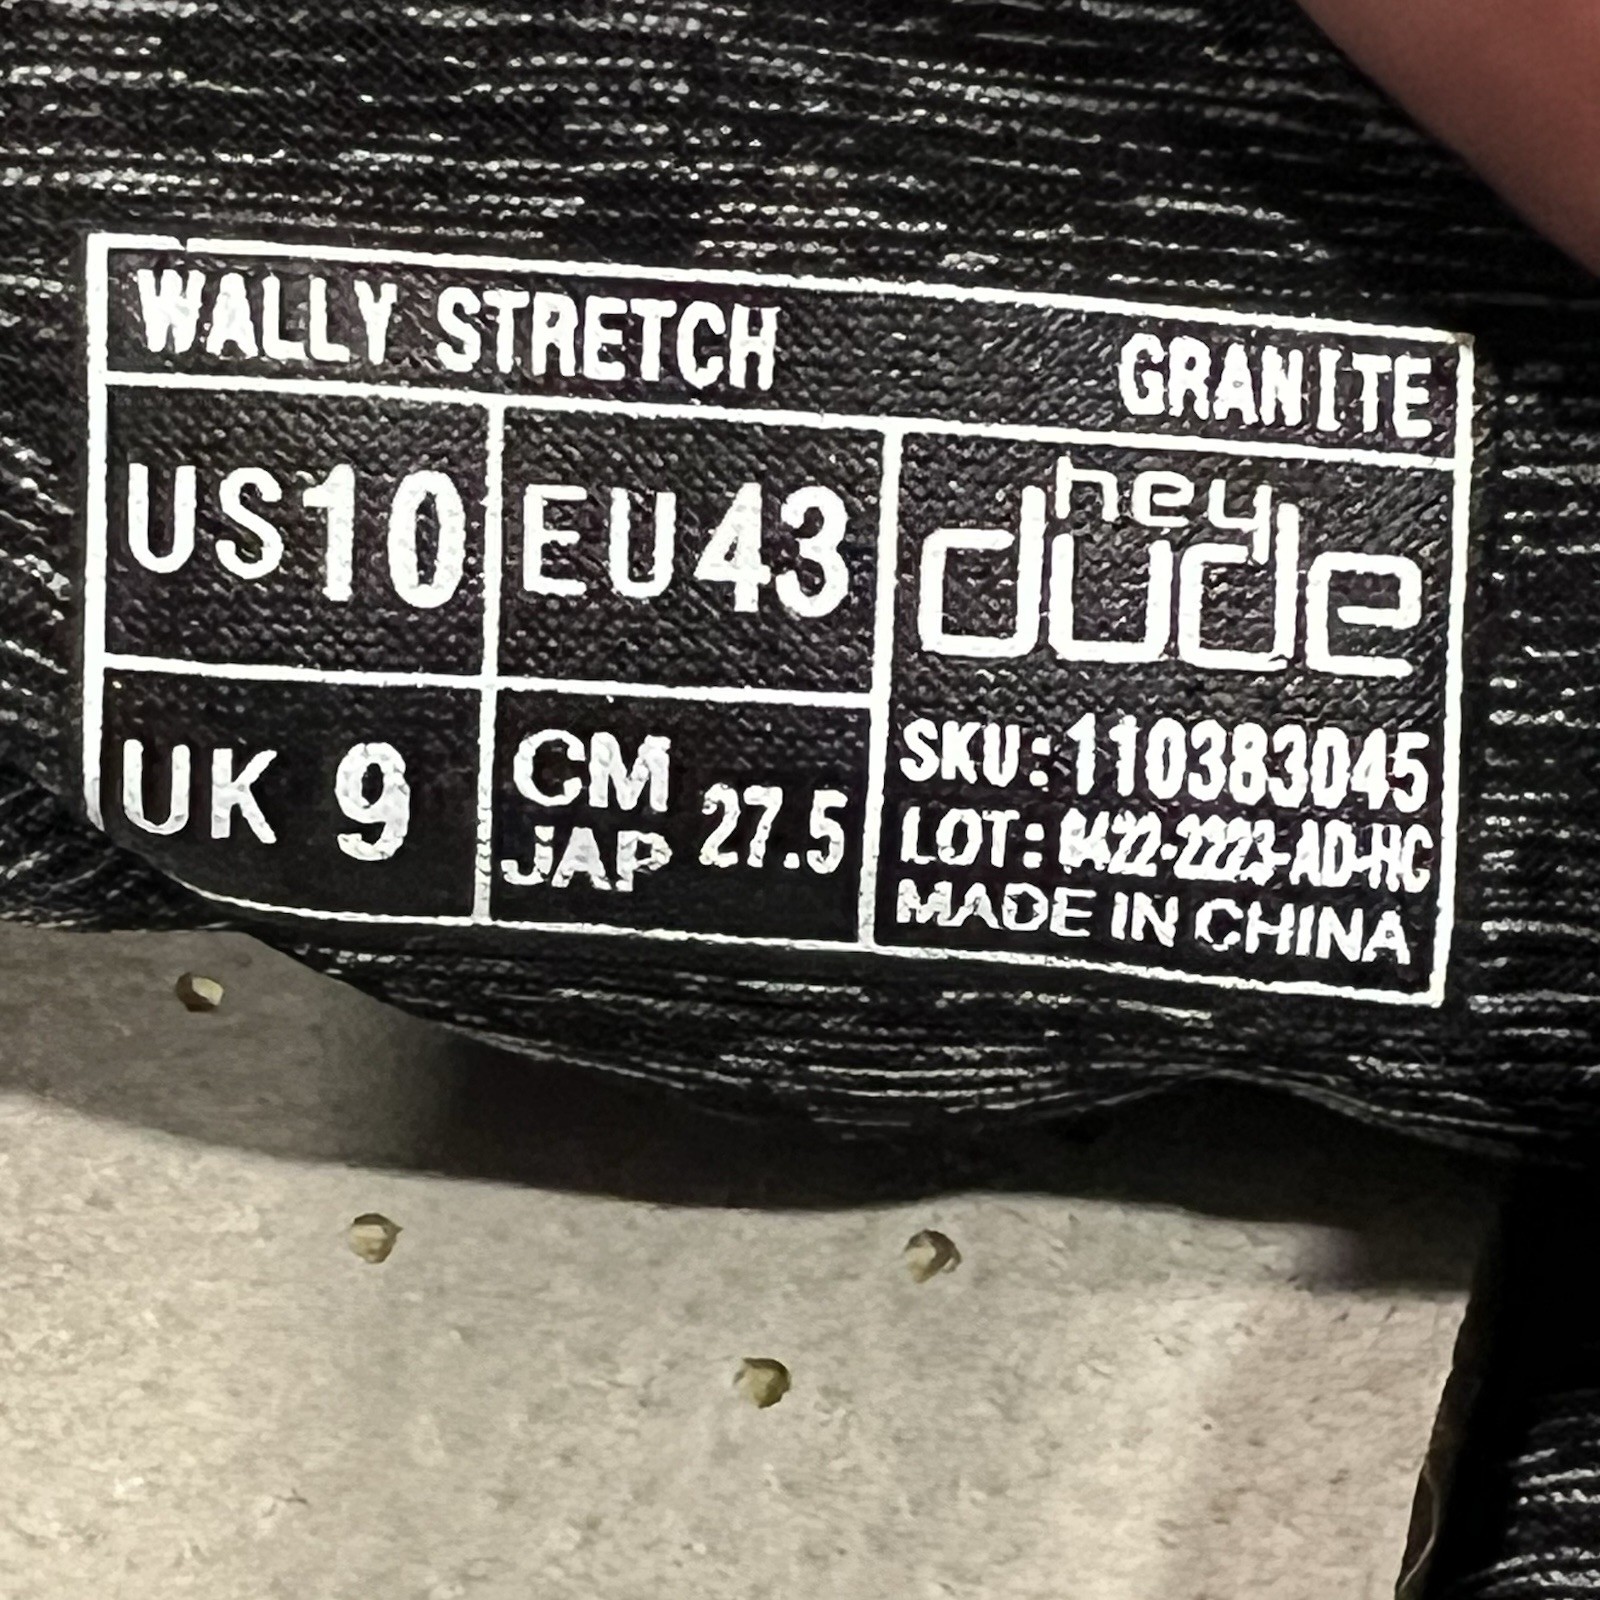 WALLY STRETCH GRANITE
US10 EU43
hey
dude
UK 9
CM
JAP 27.5
SKU: 110383045
LOT: 0422-2223-AD-HC
MADE IN CHINA